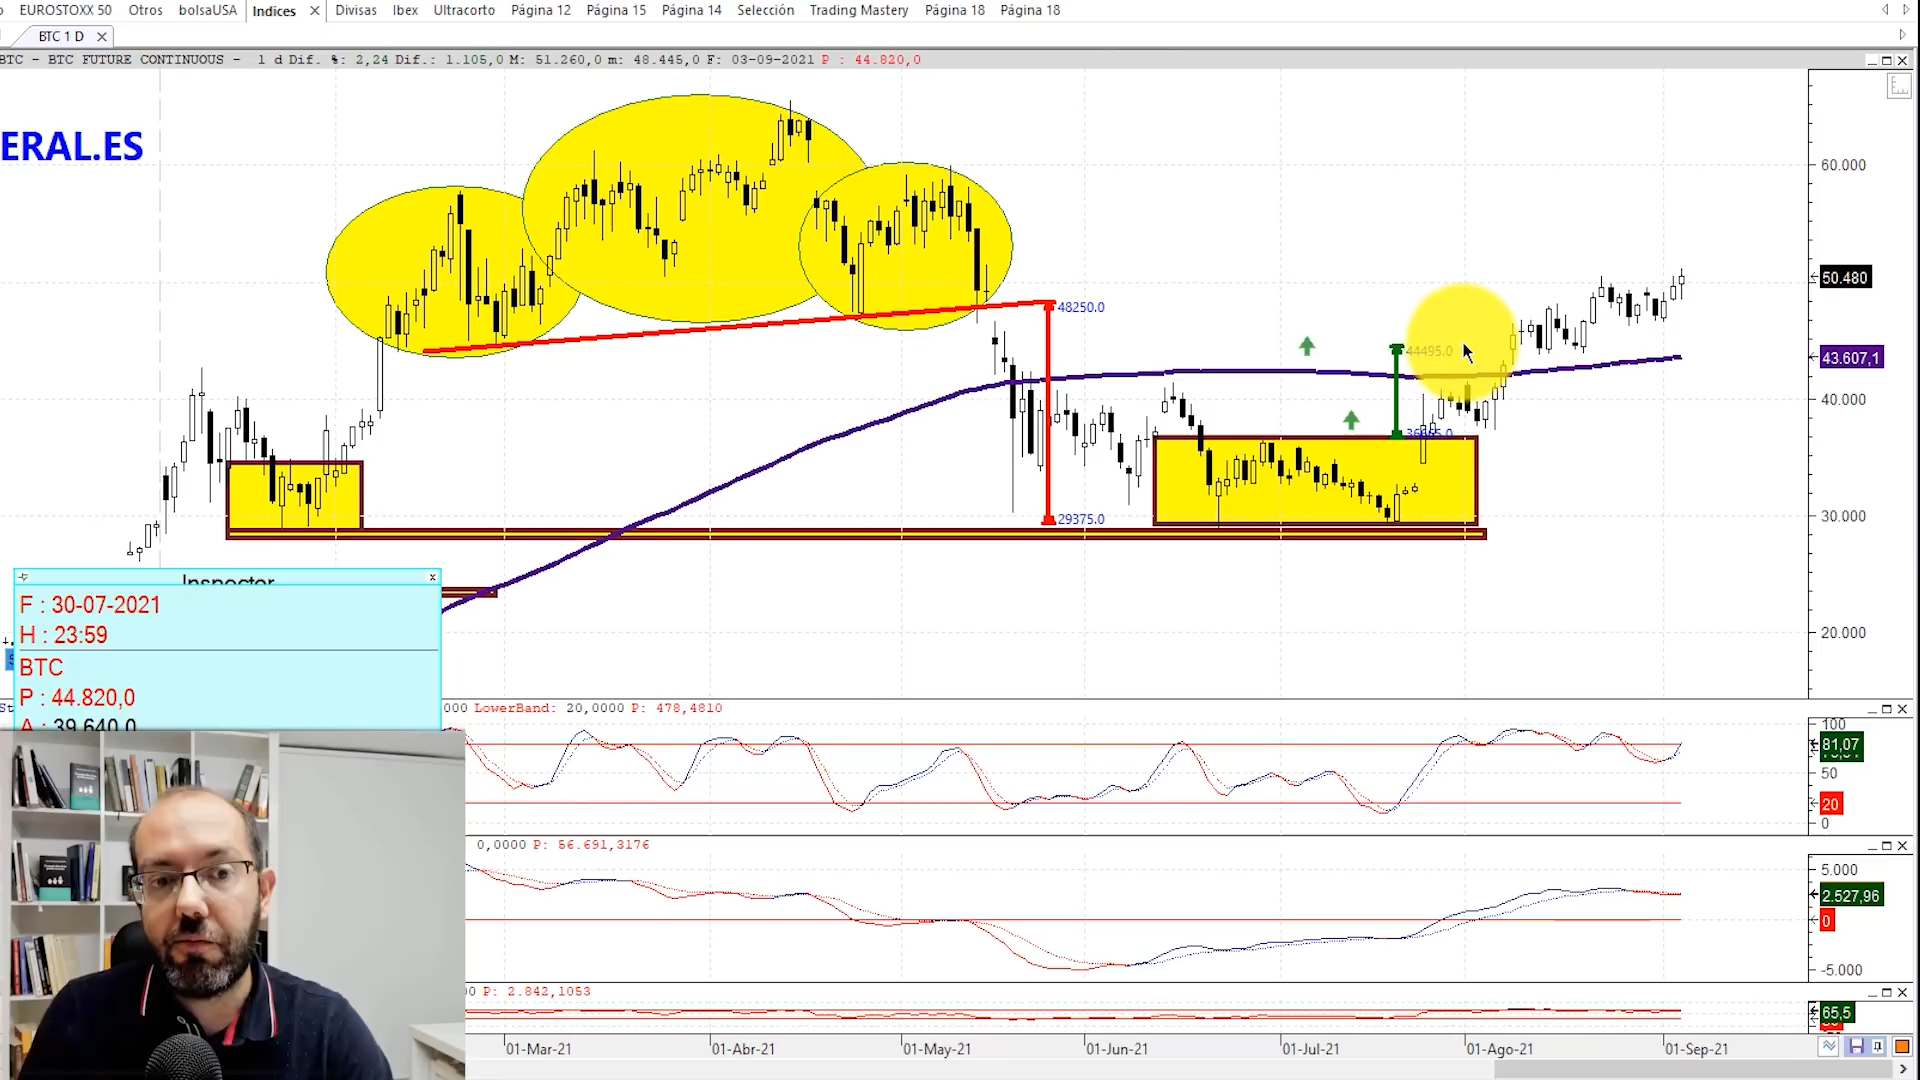 EUROSTOXX 50 Otros bolsaUSA Indices Divisas Ibex Ultracorto Página 12 Página 15 Página 14 Selección Trading Mastery Página 18 Página 18
BTC 1 D
BTC - BTC FUTURE CONTINUOUS - 1 d Dif. %: 2,24 Dif.: 1.105,0 M: 51.260,0 m: 48.445,0 F: 03-09-2021 P : 44.820,0
ERAL.ES
60.000
50.480
48250.0
44495.0
43.607,1
40.000
36665.0
29375.0
30.000
20.000
Inspector
F : 30-07-2021
H : 23:59
BTC
P : 44.820,0
A : 39.640,0
000 LowerBand: 20,0000 P: 478,4810
100
81,07
50
20
0
0,0000 P: 56.691,3176
5.000
2.527,96
0
-5.000
00 P: 2.842,1053
65,5
01-Mar-21 01-Abr-21 01-May-21 01-Jun-21 01-Jul-21 01-Ago-21 01-Sep-21